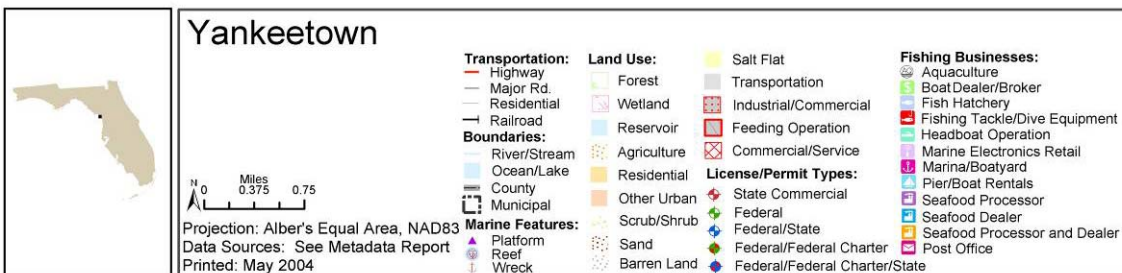 Yankeetown
N
Miles
0 0.375 0.75
Projection: Alber's Equal Area, NAD83
Data Sources: See Metadata Report
Printed: May 2004
Transportation:
Highway
Major Rd.
Residential
Railroad
Boundaries:
River/Stream
Ocean/Lake
County
Municipal
Marine Features:
Platform
Reef
Wreck
Land Use:
Forest
Wetland
Reservoir
Agriculture
Residential
Other Urban
Scrub/Shrub
Sand
Barren Land
Salt Flat
Transportation
Industrial/Commercial
Feeding Operation
Commercial/Service
License/Permit Types:
State Commercial
Federal
Federal/State
Federal/Federal Charter
Federal/Federal Charter/State
Fishing Businesses:
Aquaculture
Boat Dealer/Broker
Fish Hatchery
Fishing Tackle/Dive Equipment
Headboat Operation
Marine Electronics Retail
Marina/Boatyard
Pier/Boat Rentals
Seafood Processor
Seafood Dealer
Seafood Processor and Dealer
Post Office